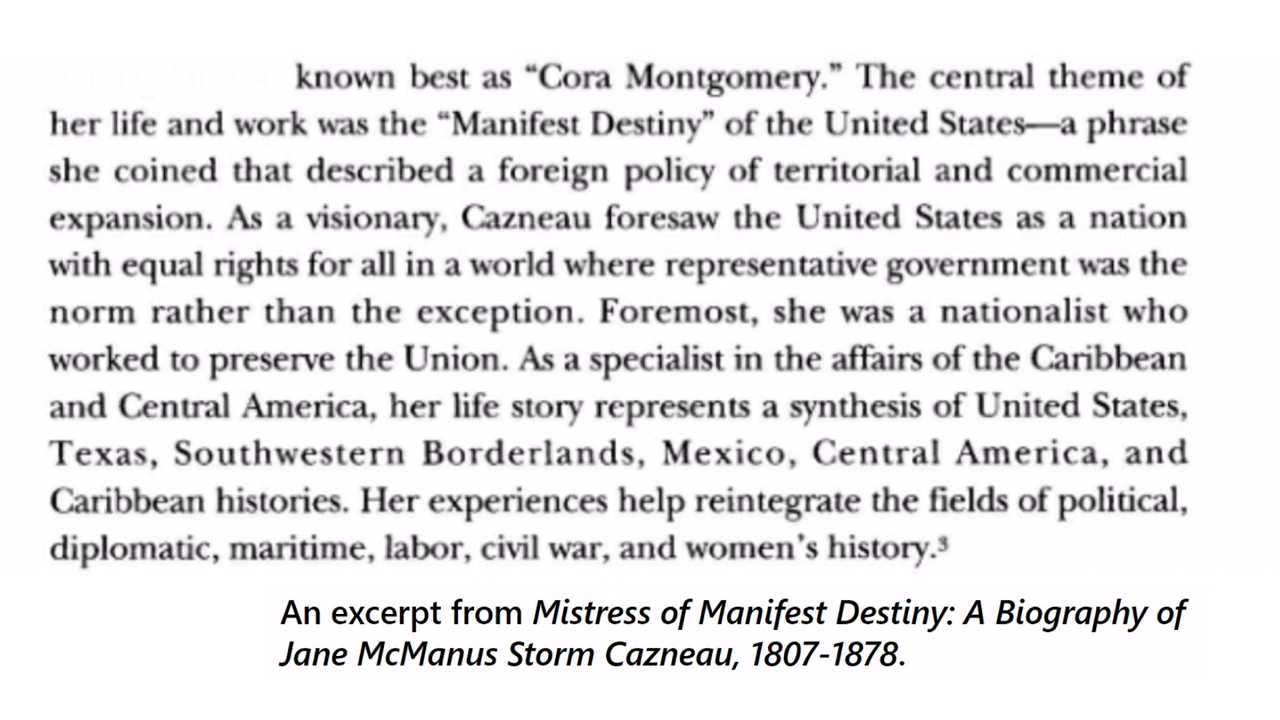 known best as “Cora Montgomery.” The central theme of
her life and work was the “Manifest Destiny” of the United States—a phrase
she coined that described a foreign policy of territorial and commercial
expansion. As a visionary, Cazneau foresaw the United States as a nation
with equal rights for all in a world where representative government was the
norm rather than the exception. Foremost, she was a nationalist who
worked to preserve the Union. As a specialist in the affairs of the Caribbean
and Central America, her life story represents a synthesis of United States,
Texas, Southwestern Borderlands, Mexico, Central America, and
Caribbean histories. Her experiences help reintegrate the fields of political,
diplomatic, maritime, labor, civil war, and women’s history.³
An excerpt from Mistress of Manifest Destiny: A Biography of
Jane McManus Storm Cazneau, 1807-1878.